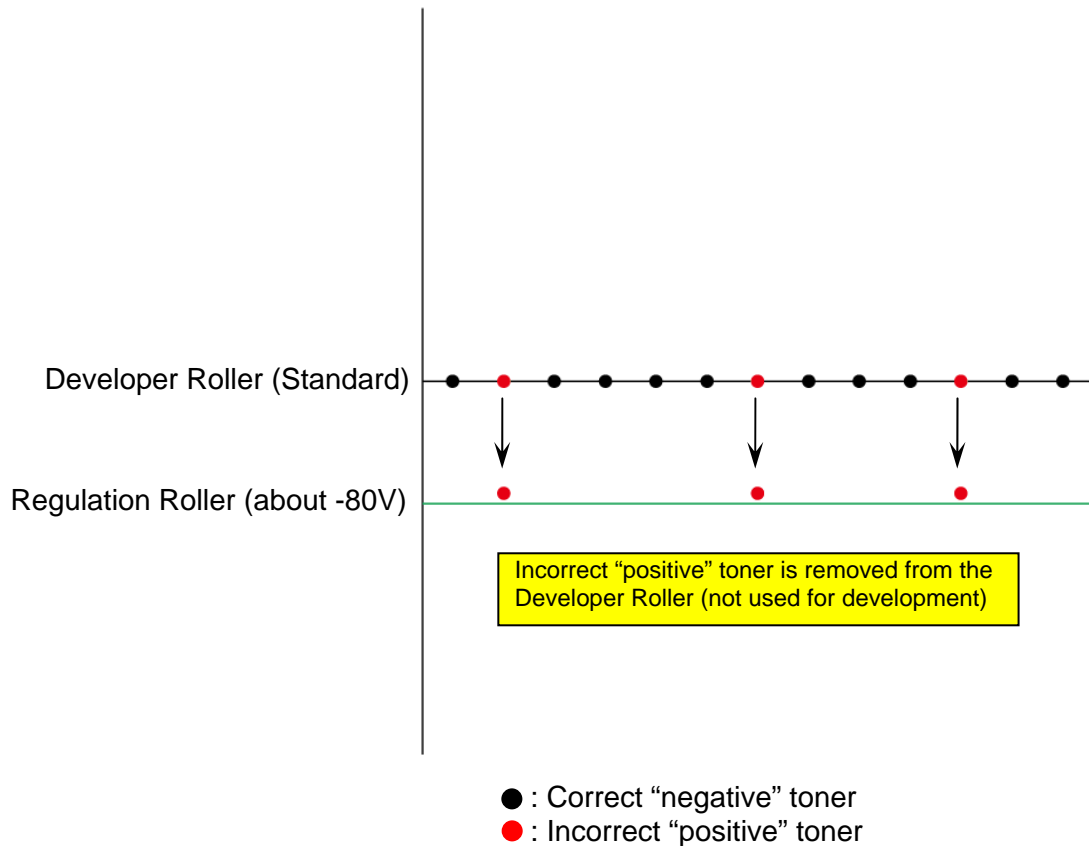 Developer Roller (Standard)
Regulation Roller (about -80V)
Incorrect “positive” toner is removed from the
Developer Roller (not used for development)
: Correct “negative” toner
: Incorrect “positive” toner